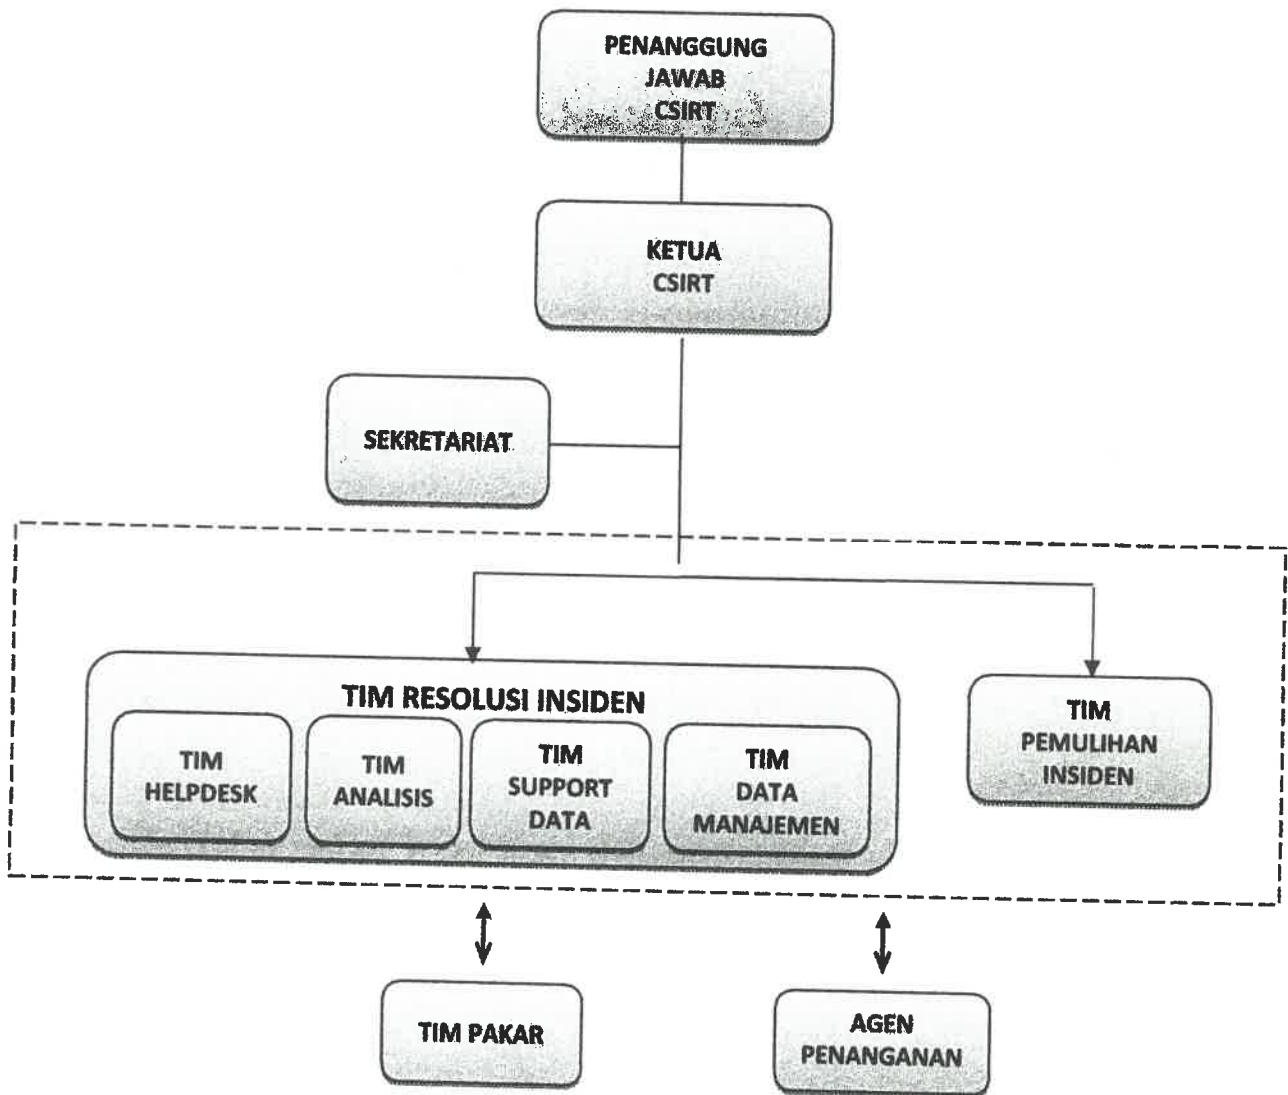 PENANGGUNG
JAWAB
CSIRT
KETUA
CSIRT
SEKRETARIAT
TIM RESOLUSI INSIDEN
TIM
HELPDESK
TIM
ANALISIS
TIM
SUPPORT
DATA
TIM
DATA
MANAJEMEN
TIM
PEMULIHAN
INSIDEN
TIM PAKAR
AGEN
PENANGANAN